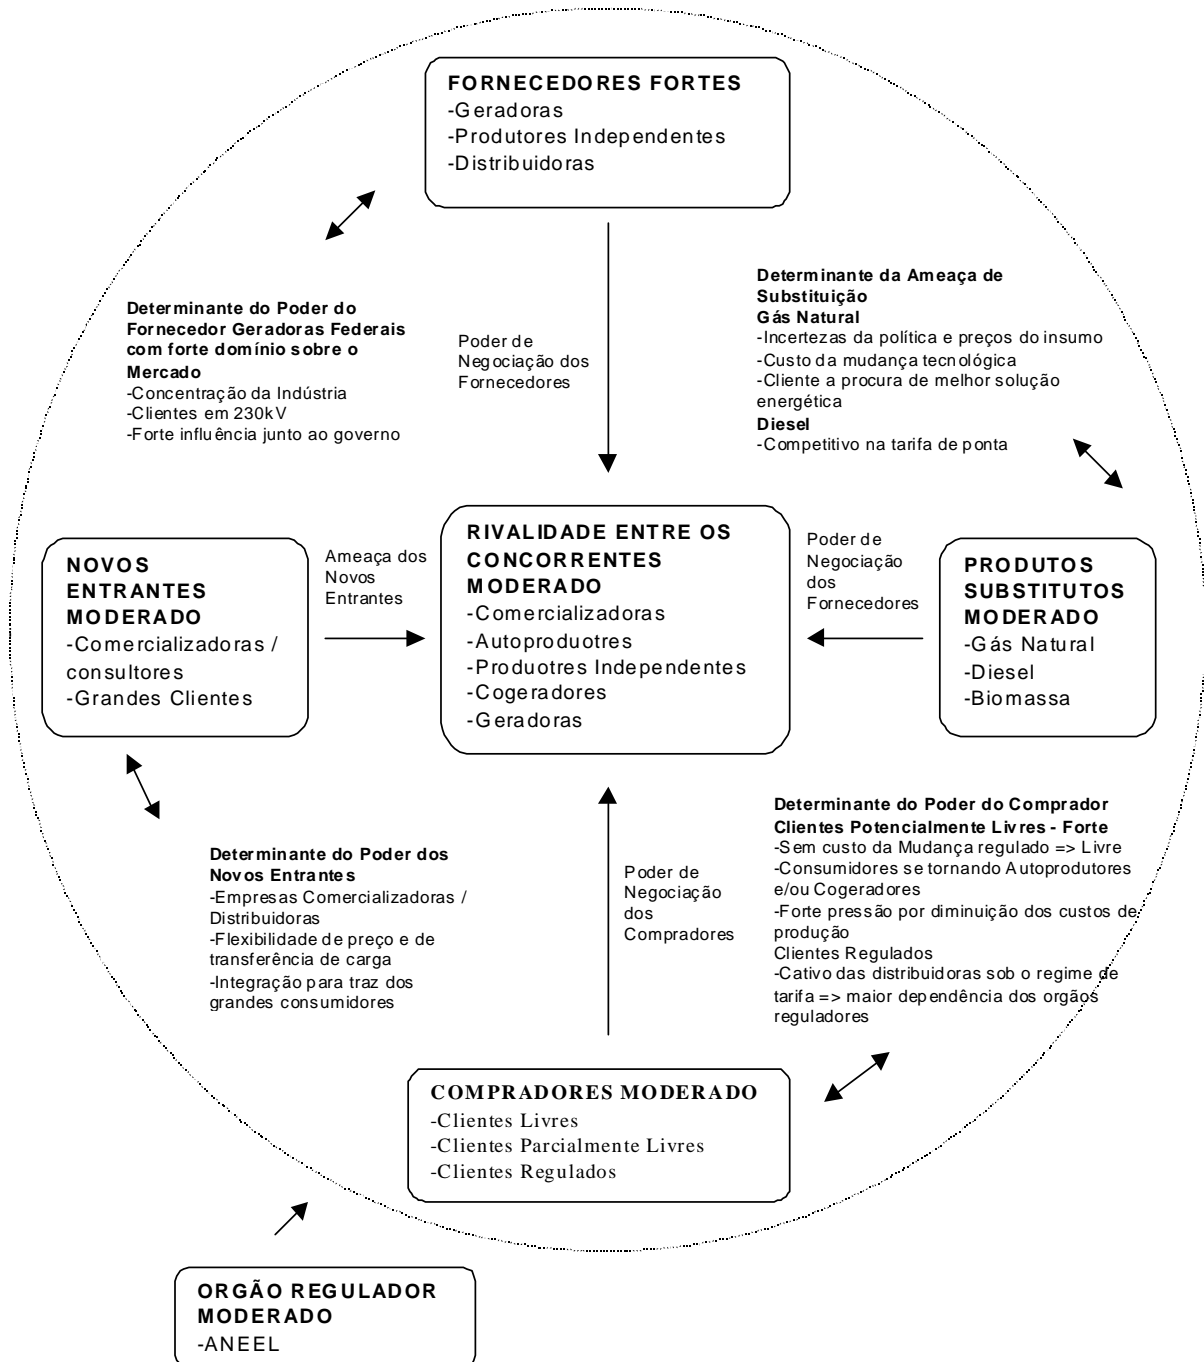 FORNECEDORES FORTES
-Geradoras
-Produtores Independentes
-Distribuidoras
Determinante do Poder do
Fornecedor Geradoras Federais
com forte domínio sobre o
Mercado
-Concentração da Indústria
-Clientes em 230kV
-Forte influência junto ao governo
Poder de
Negociação dos
Fornecedores
Determinante da Ameaça de
Substituição
Gás Natural
-Incertezas da política e preços do insumo
-Custo da mudança tecnológica
-Cliente a procura de melhor solução
energética
Diesel
-Competitivo na tarifa de ponta
NOVOS
ENTRANTES
MODERADO
-Comercializadoras /
consultores
-Grandes Clientes
Ameaça dos
Novos
Entrantes
RIVALIDADE ENTRE OS
CONCORRENTES
MODERADO
-Comercializadoras
-Autoproduotres
-Produotres Independentes
-Cogeradores
-Geradoras
Poder de
Negociação
dos
Fornecedores
PRODUTOS
SUBSTITUTOS
MODERADO
-Gás Natural
-Diesel
-Biomassa
Determinante do Poder dos
Novos Entrantes
-Empresas Comercializadoras /
Distribuidoras
-Flexibilidade de preço e de
transferência de carga
-Integração para traz dos
grandes consumidores
Poder de
Negociação
dos
Compradores
Determinante do Poder do Comprador
Clientes Potencialmente Livres - Forte
-Sem custo da Mudança regulado => Livre
-Consumidores se tornando Autoprodutores
e/ou Cogeradores
-Forte pressão por diminuição dos custos de
produção
Clientes Regulados
-Cativo das distribuidoras sob o regime de
tarifa => maior dependência dos orgãos
reguladores
COMPRADORES MODERADO
-Clientes Livres
-Clientes Parcialmente Livres
-Clientes Regulados
ORGÃO REGULADOR
MODERADO
-ANEEL